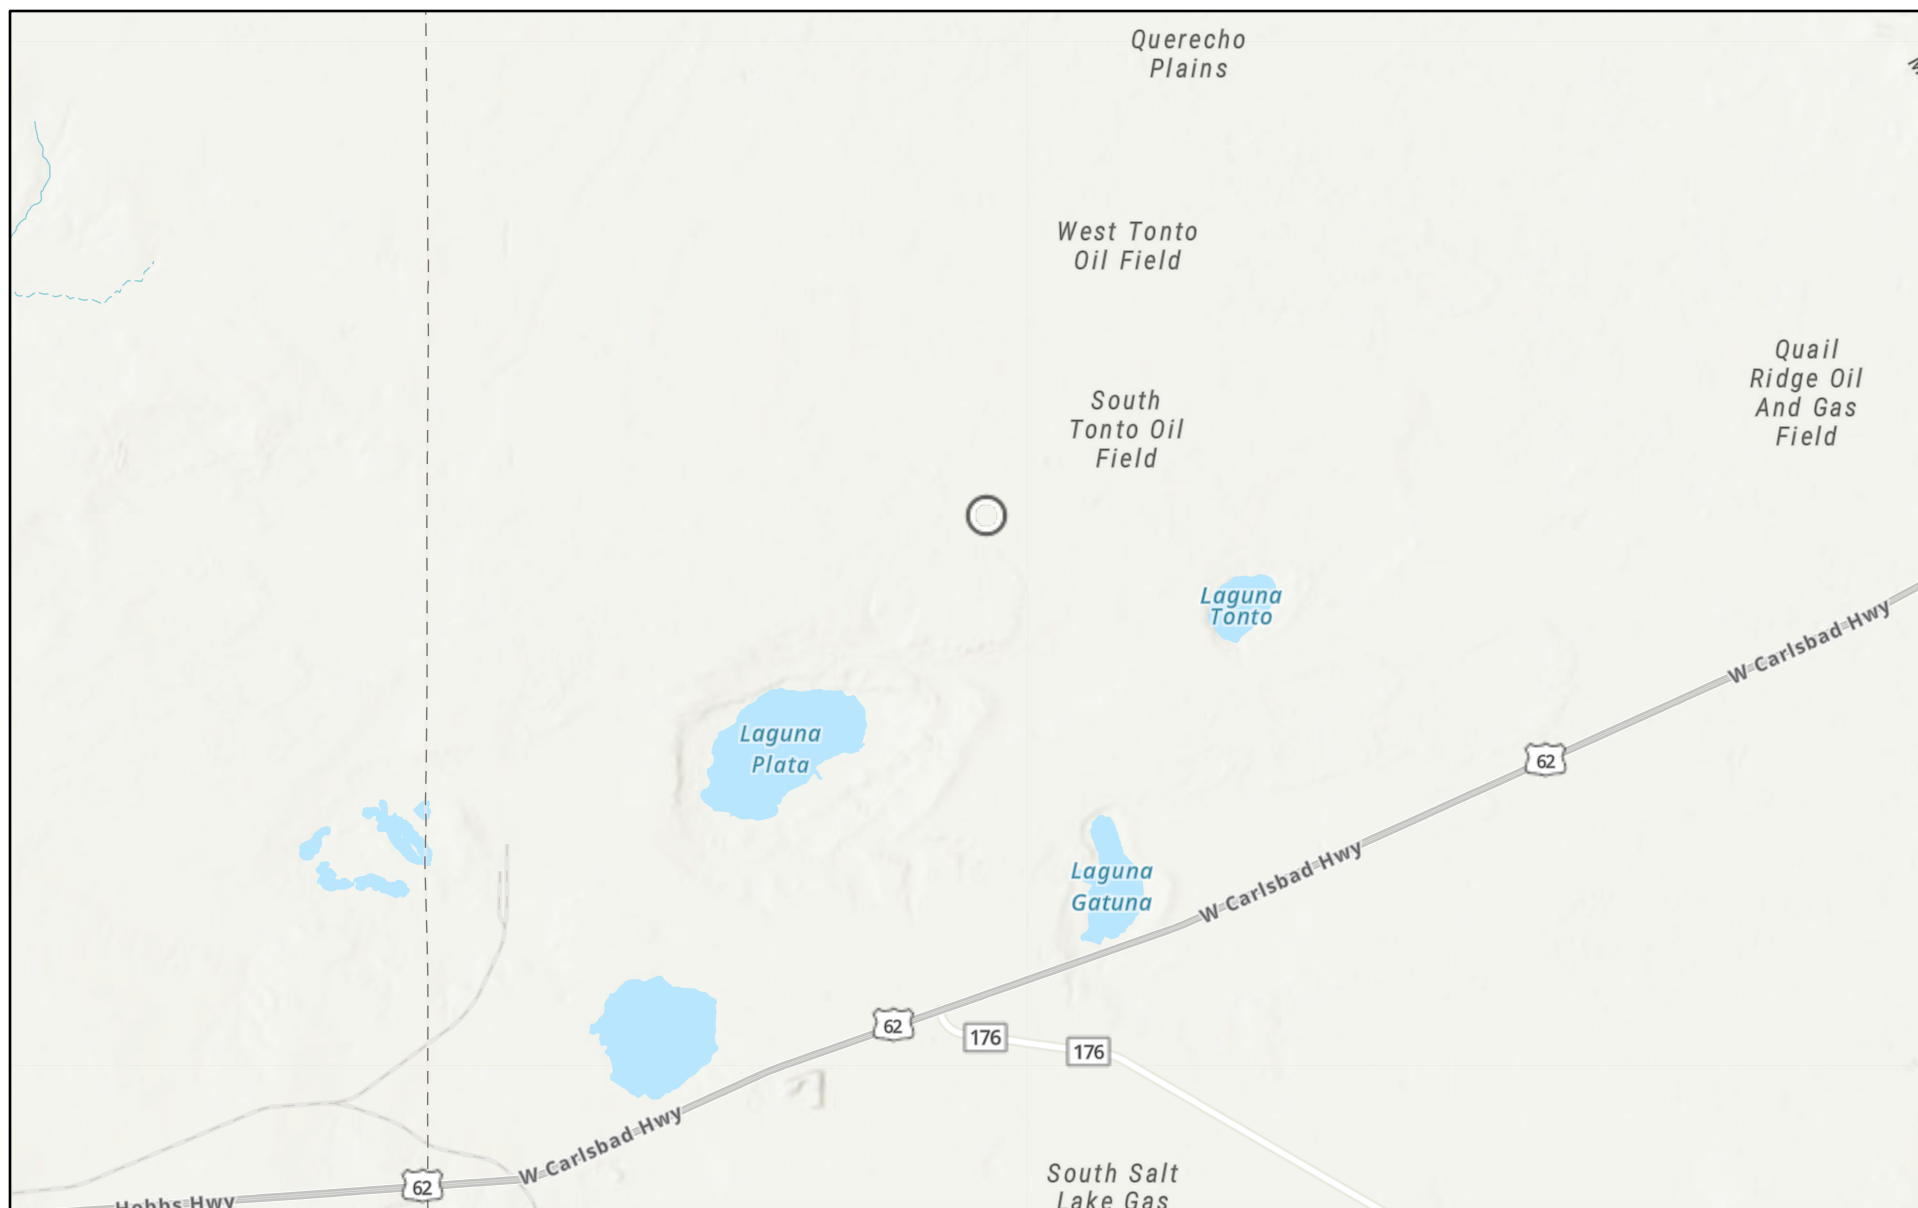 Querecho
Plains
West Tonto
Oil Field
Quail
Ridge Oil
And Gas
Field
South
Tonto Oil
Field
Laguna
Tonto
W Carlsbad Hwy
Laguna
Plata
62
W Carlsbad Hwy
Laguna
Gatuna
62
176
176
W Carlsbad Hwy
South Salt
Lake Gas
62
Hobbs Hwy